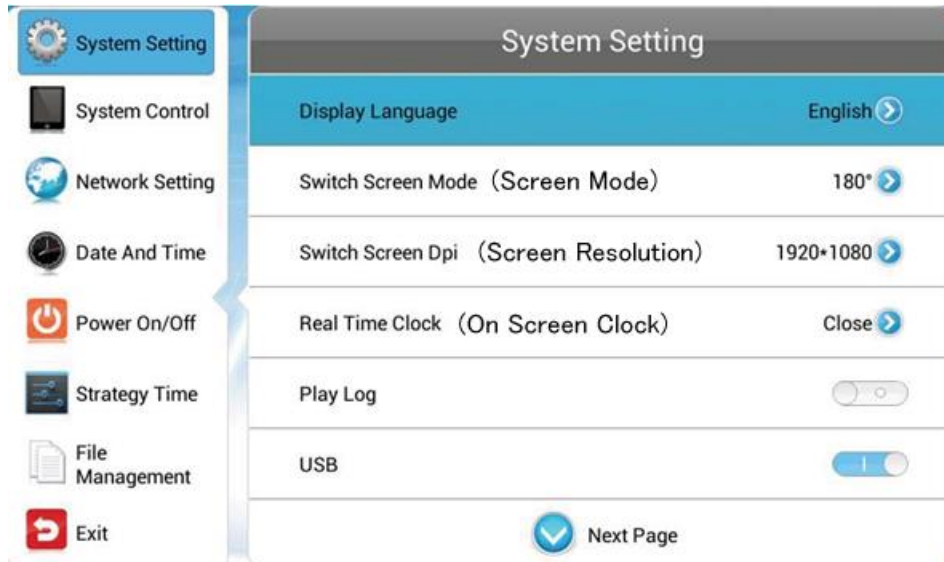 System Setting
System Control
Network Setting
Date And Time
Power On/Off
Strategy Time
File
Management
Exit
System Setting
Display Language English
Switch Screen Mode (Screen Mode) 180°
Switch Screen Dpi (Screen Resolution) 1920*1080
Real Time Clock (On Screen Clock) Close
Play Log
USB
Next Page